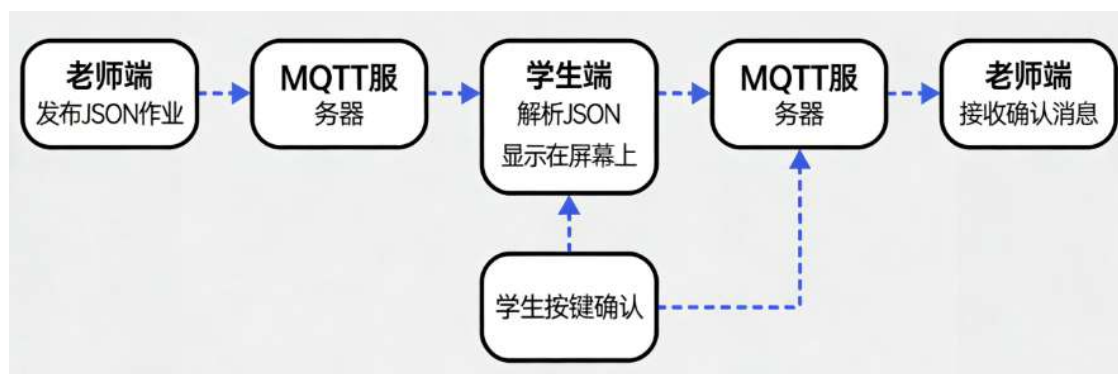 老师端
发布JSON作业
MQTT服
务器
学生端
解析JSON
显示在屏幕上
MQTT服
务器
老师端
接收确认消息
学生按键确认